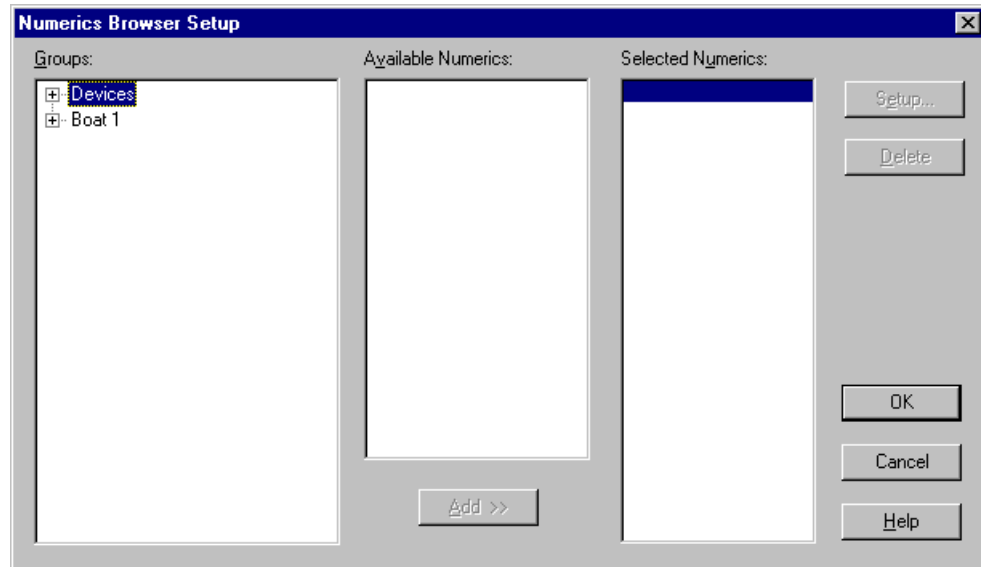 Numerics Browser Setup
Groups:
Available Numerics:
Selected Numerics:
Devices
Boat 1
Setup...
Delete
OK
Cancel
Add >>
Help